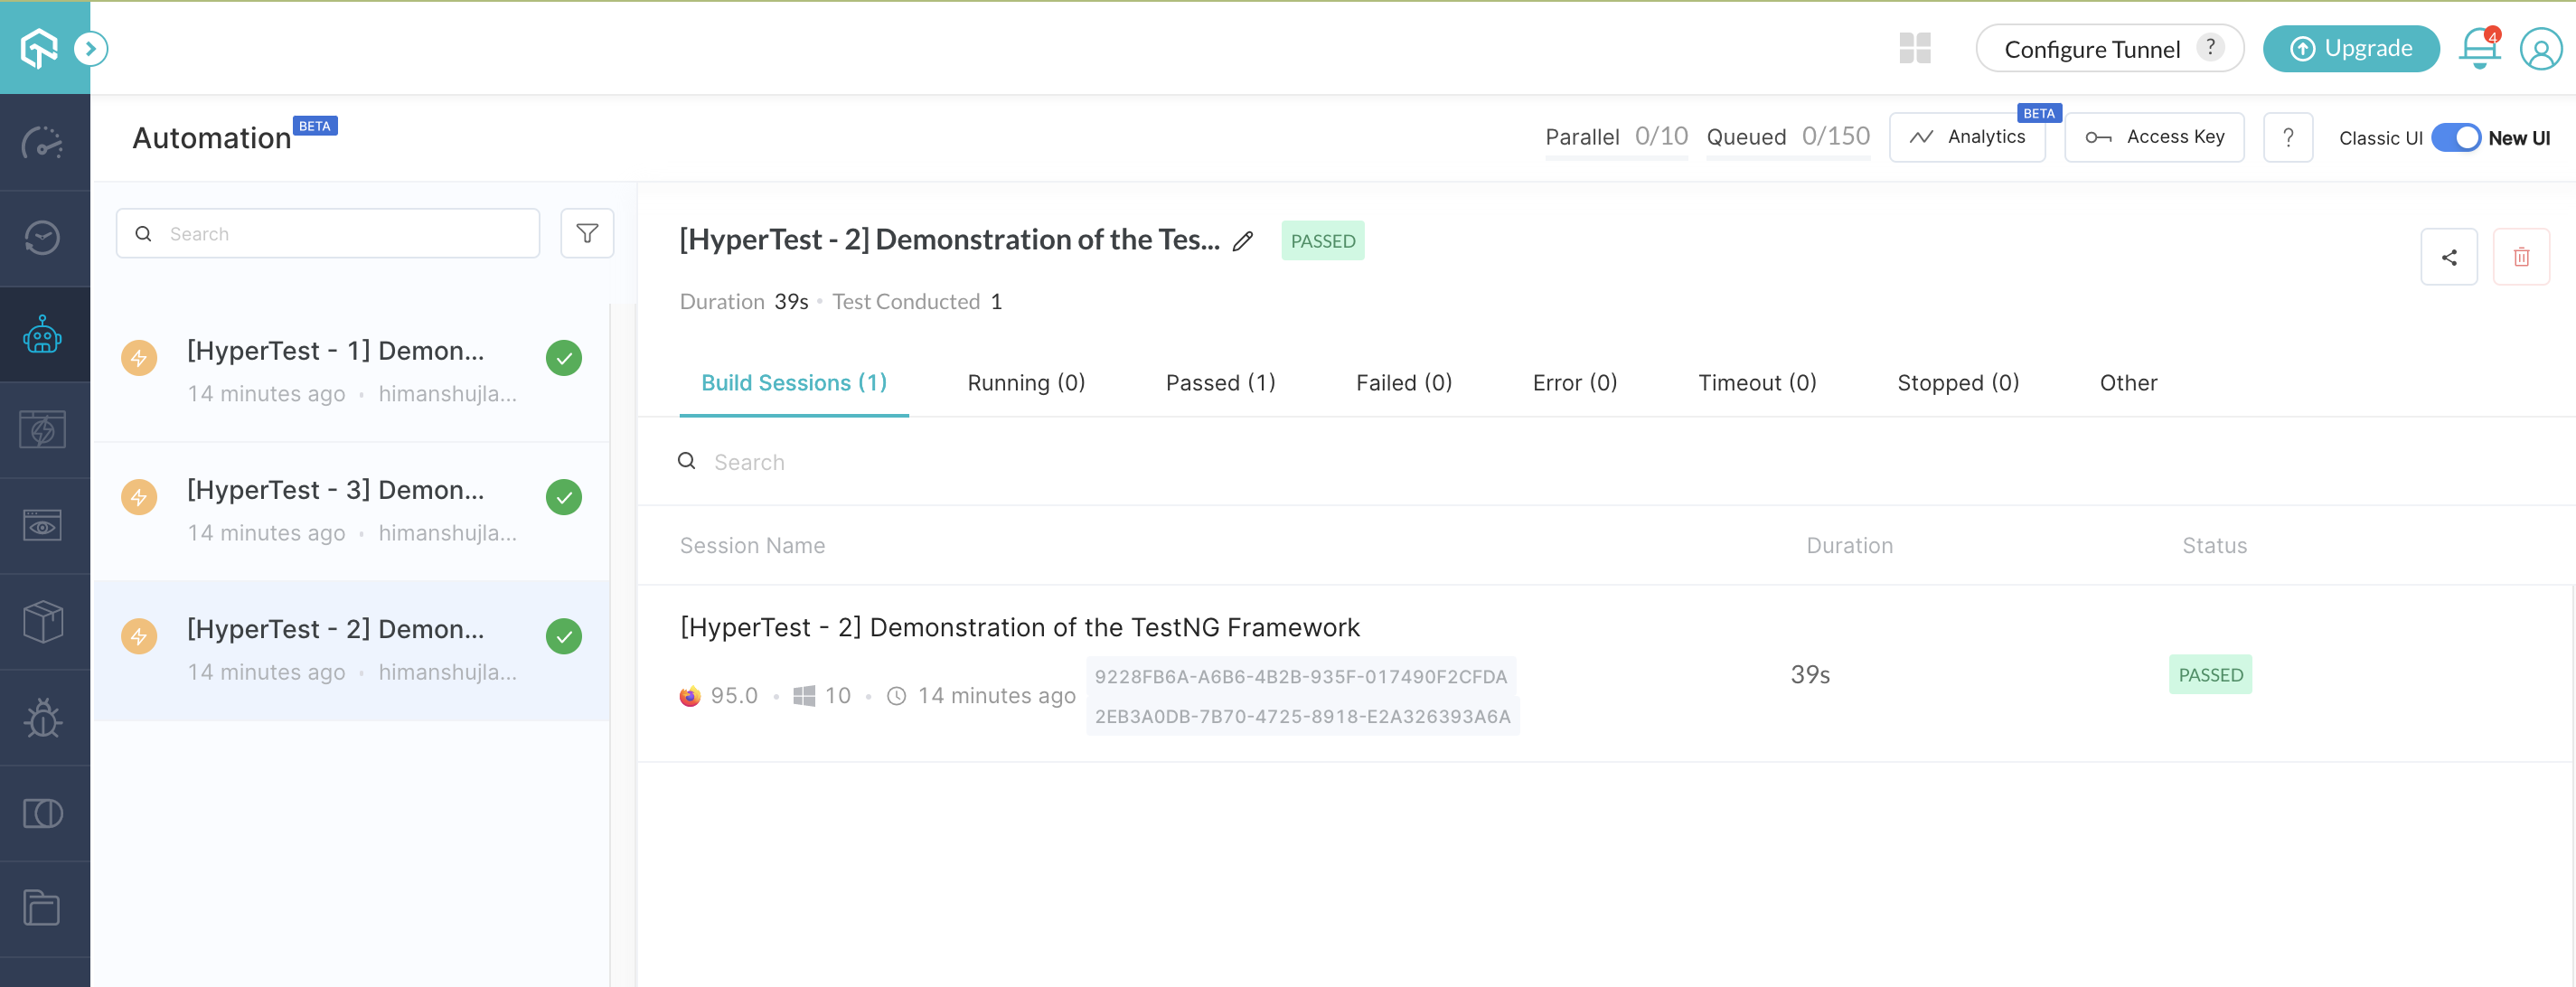 Configure Tunnel ?
Upgrade
4
Automation BETA
Parallel 0/10 Queued 0/150
Analytics BETA
Access Key
?
Classic UI New UI
Search
[HyperTest - 1] Demon...
14 minutes ago • himanshujla...
[HyperTest - 3] Demon...
14 minutes ago • himanshujla...
[HyperTest - 2] Demon...
14 minutes ago • himanshujla...
[HyperTest - 2] Demonstration of the Tes... PASSED
Duration 39s • Test Conducted 1
Build Sessions (1) Running (0) Passed (1) Failed (0) Error (0) Timeout (0) Stopped (0) Other
Search
Session Name Duration Status
[HyperTest - 2] Demonstration of the TestNG Framework
95.0 • 10 • 14 minutes ago
9228FB6A-A6B6-4B2B-935F-017490F2CFDA
2EB3A0DB-7B70-4725-8918-E2A326393A6A
39s
PASSED